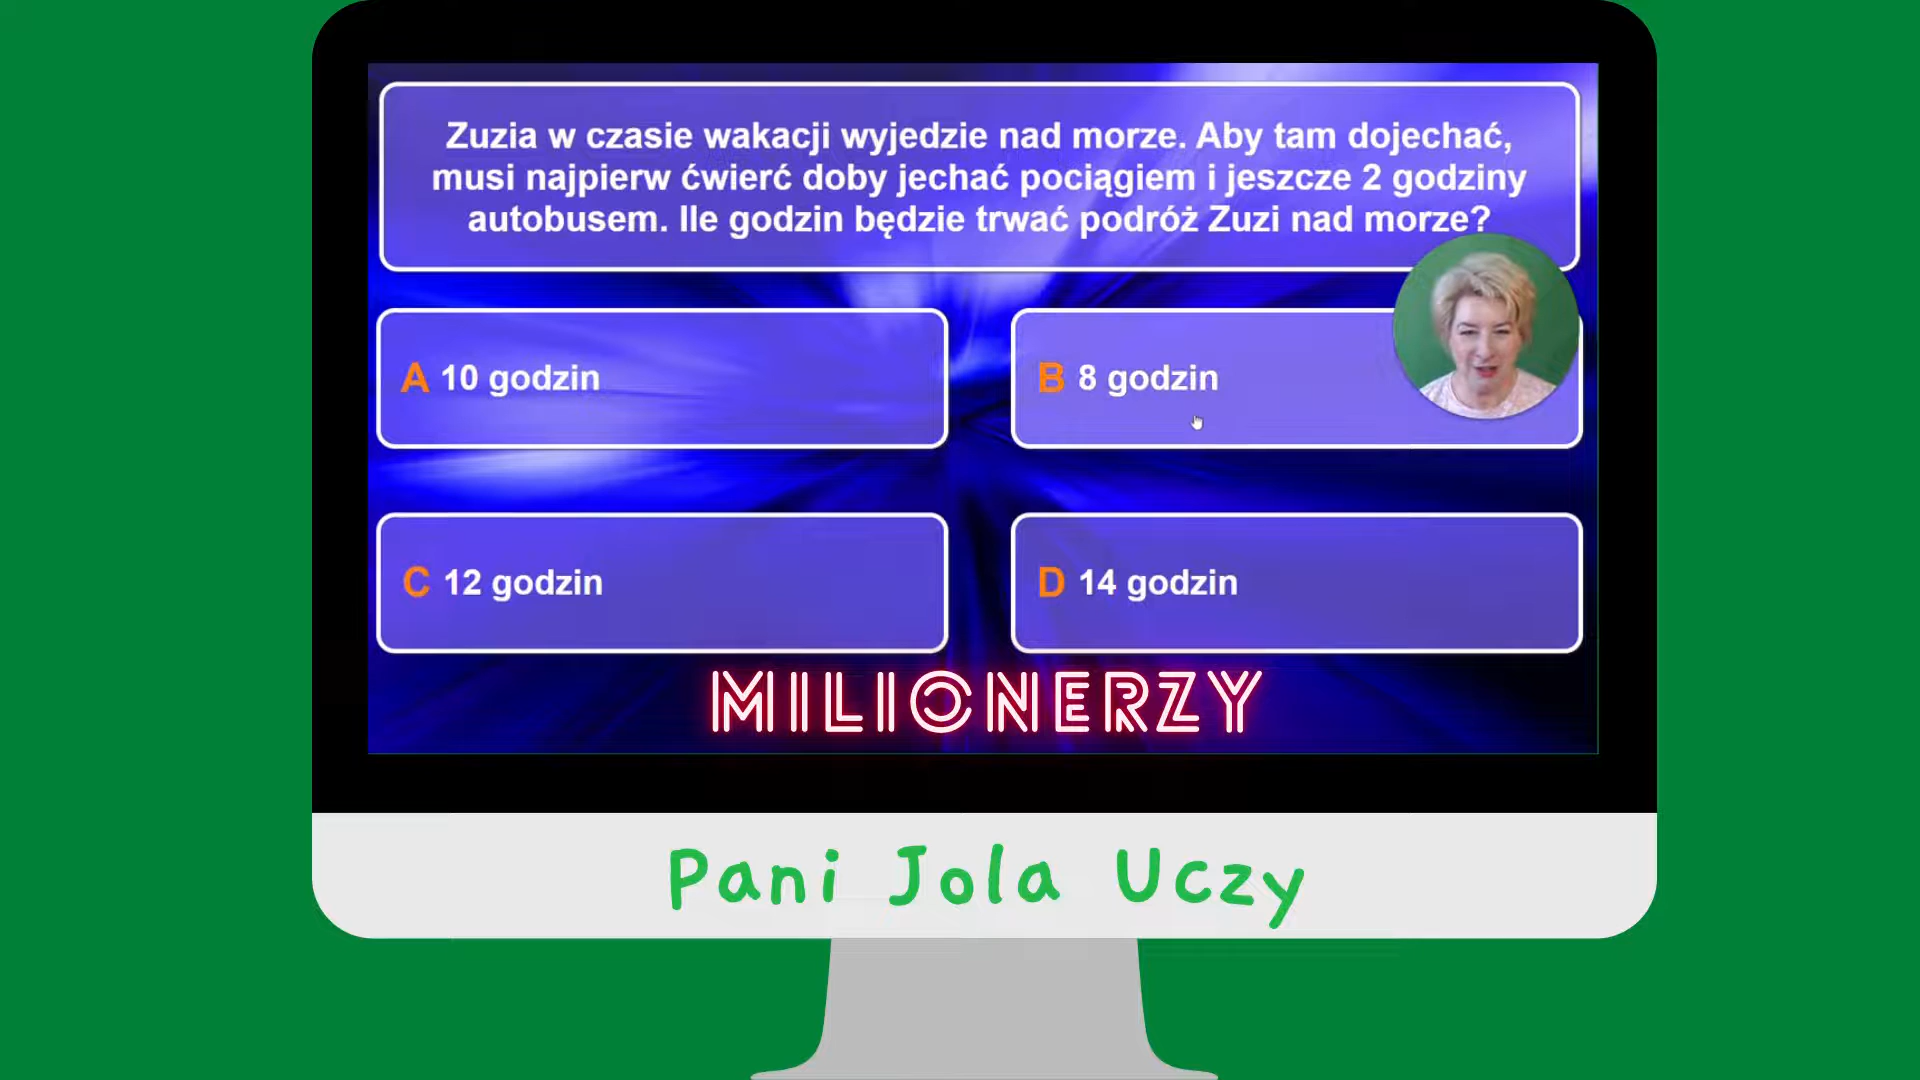 Zuzia w czasie wakacji wyjedzie nad morze. Aby tam dojechać,
musi najpierw ćwierć doby jechać pociągiem i jeszcze 2 godziny
autobusem. Ile godzin będzie trwać podróż Zuzi nad morze?
A 10 godzin
B 8 godzin
C 12 godzin
D 14 godzin
MILIONERZY
Pani Jola Uczy